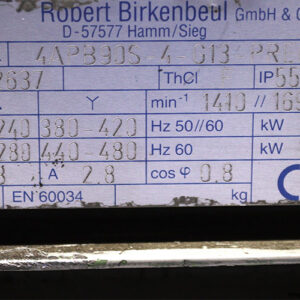 Robert Birkenbeul GmbH & C
D-57577 Hamm/Sieg
4APB90S 4 G13 PR
2637 ThCl IP55
Y min⁻¹ 1410//16
240 380-420 Hz 50//60 kW
280 440-480 Hz 60 kW
A 2.8 cos φ 0.8
EN 60034 kg